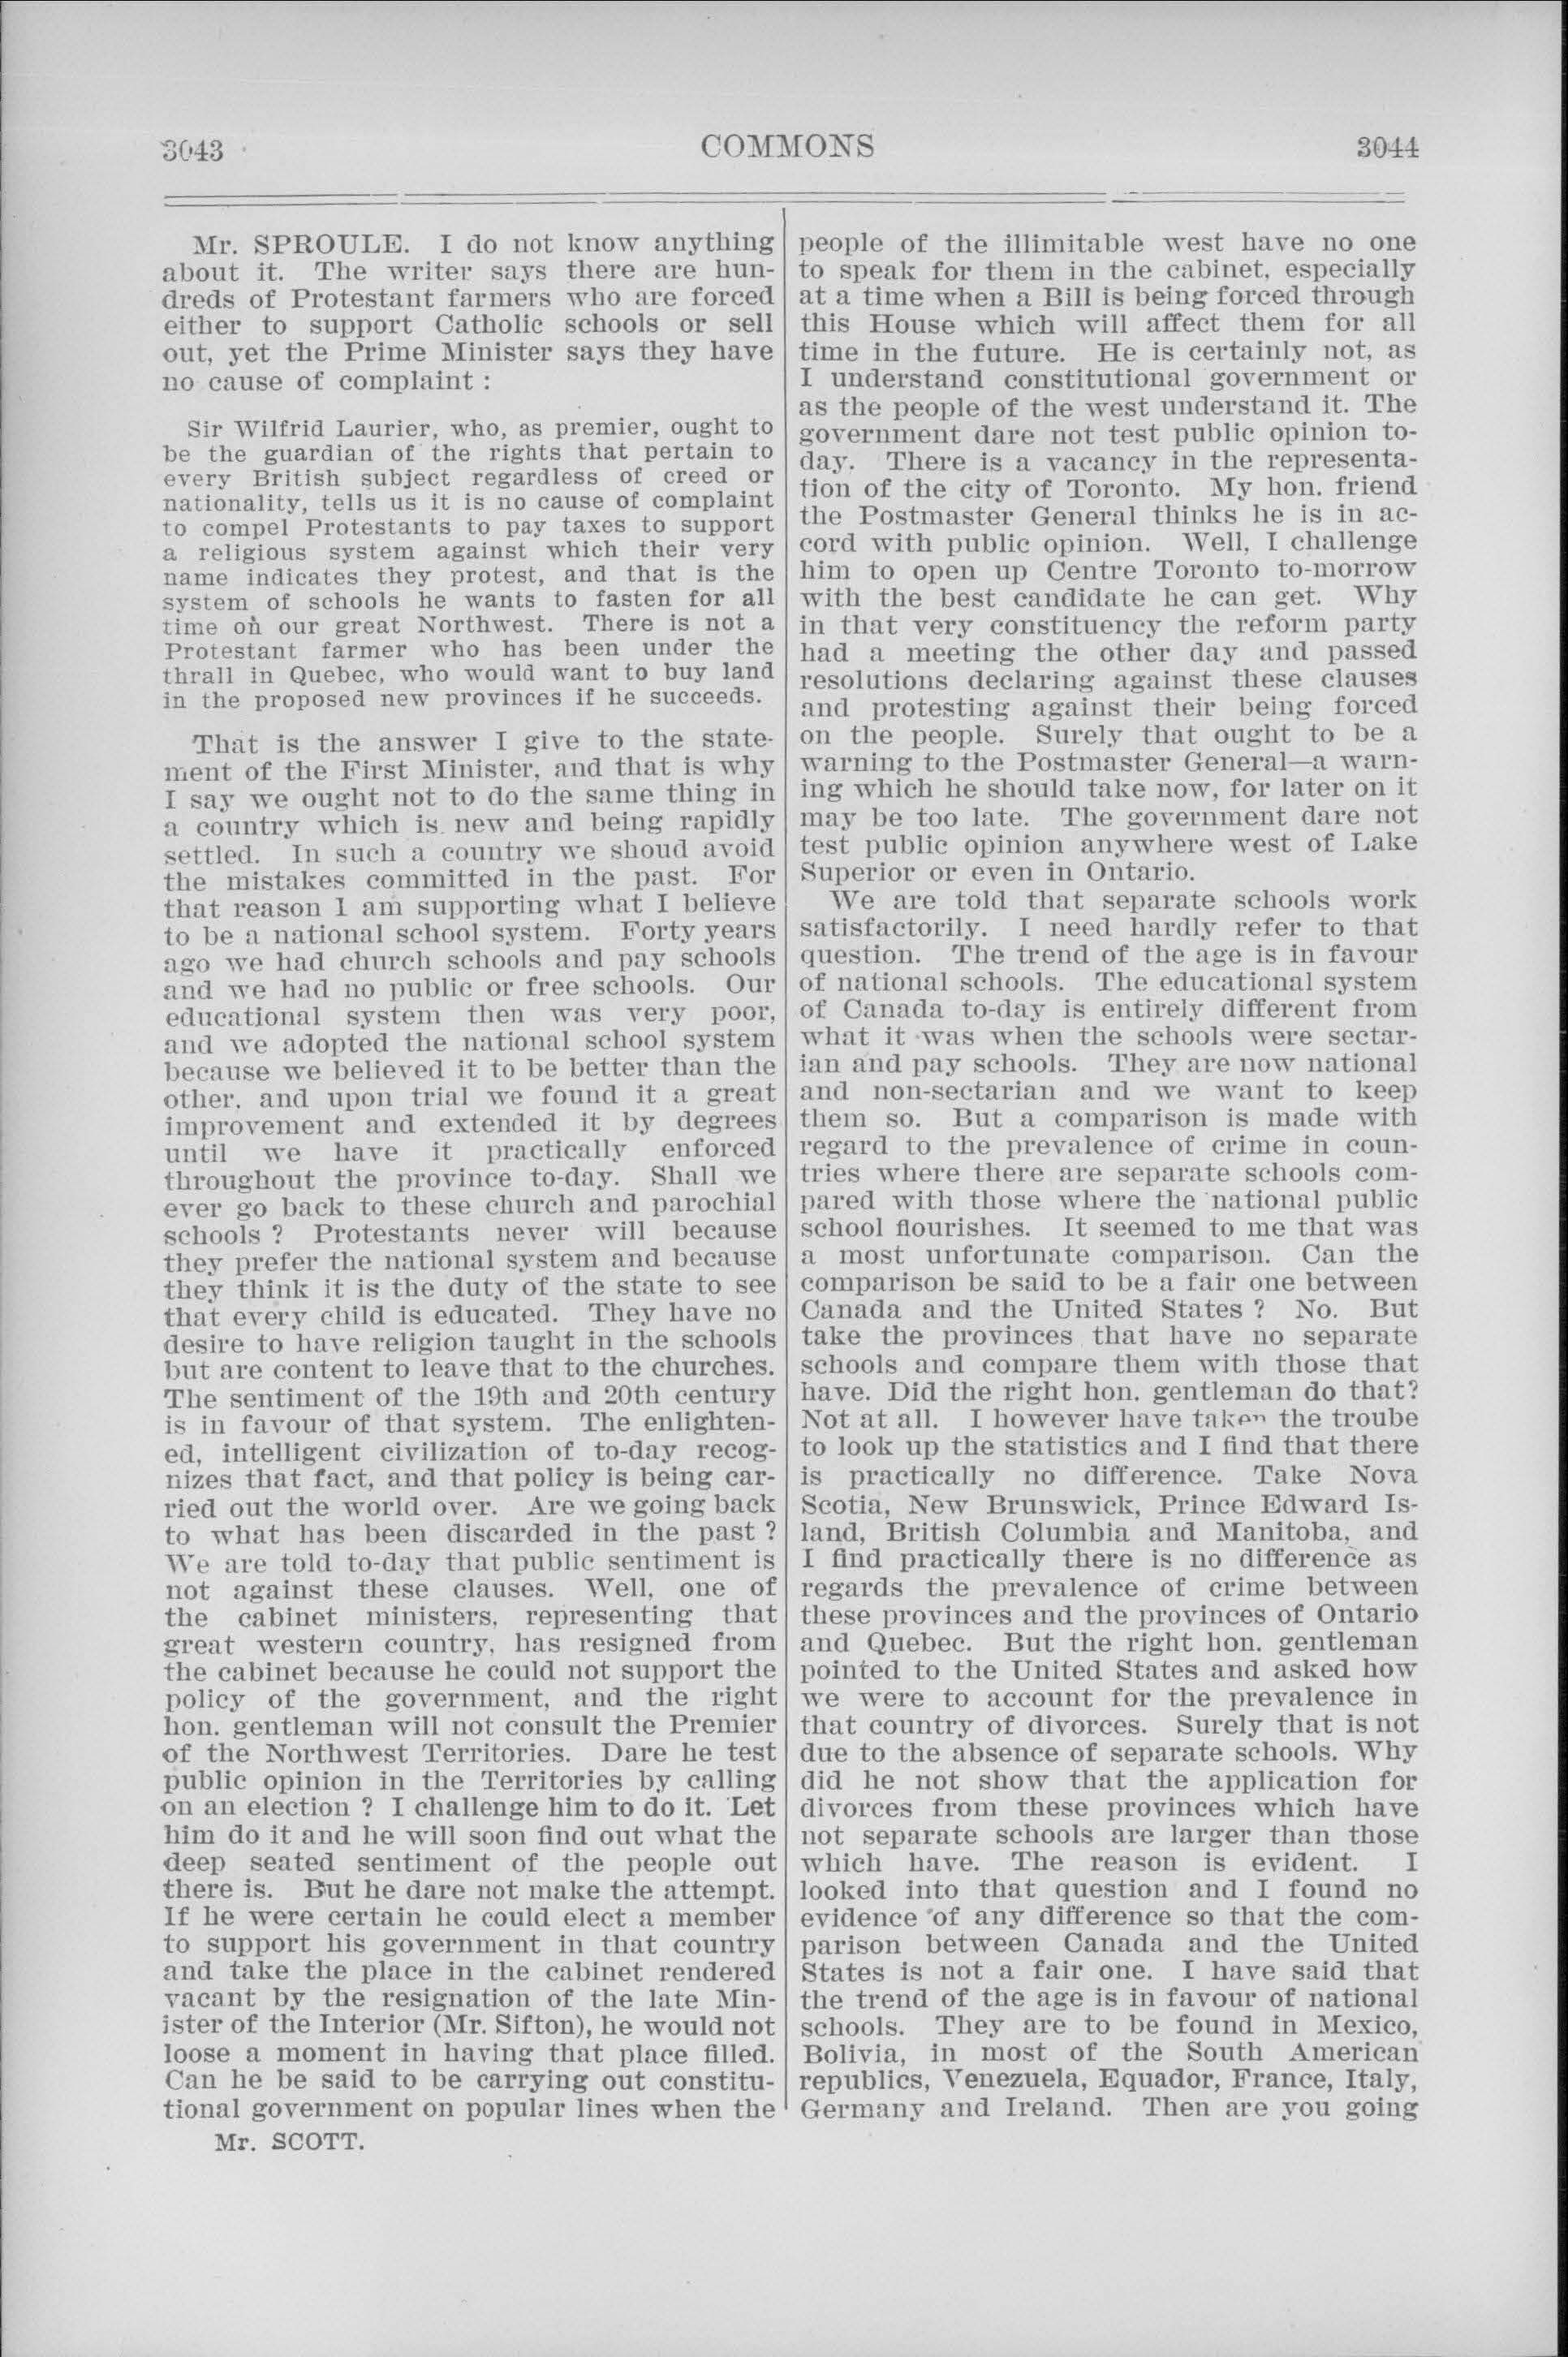 3043
COMMONS
3044
Mr. SPROULE. I do not know anything
about it. The writer says there are hun-
dreds of Protestant farmers who are forced
either to support Catholic schools or sell
out, yet the Prime Minister says they have
no cause of complaint :
Sir Wilfrid Laurier, who, as premier, ought to
be the guardian of the rights that pertain to
every British subject regardless of creed or
nationality, tells us it is no cause of complaint
to compel Protestants to pay taxes to support
a religious system against which their very
name indicates they protest, and that is the
system of schools he wants to fasten for all
time on our great Northwest. There is not a
Protestant farmer who has been under the
thrall in Quebec, who would want to buy land
in the proposed new provinces if he succeeds.
That is the answer I give to the state-
ment of the First Minister, and that is why
I say we ought not to do the same thing in
a country which is new and being rapidly
settled. In such a country we shoud avoid
the mistakes committed in the past. For
that reason I am supporting what I believe
to be a national school system. Forty years
ago we had church schools and pay schools
and we had no public or free schools. Our
educational system then was very poor,
and we adopted the national school system
because we believed it to be better than the
other, and upon trial we found it a great
improvement and extended it by degrees
until we have it practically enforced
throughout the province to-day. Shall we
ever go back to these church and parochial
schools ? Protestants never will because
they prefer the national system and because
they think it is the duty of the state to see
that every child is educated. They have no
desire to have religion taught in the schools
but are content to leave that to the churches.
The sentiment of the 19th and 20th century
is in favour of that system. The enlighten-
ed, intelligent civilization of to-day recog-
nizes that fact, and that policy is being car-
ried out the world over. Are we going back
to what has been discarded in the past ?
We are told to-day that public sentiment is
not against these clauses. Well, one of
the cabinet ministers, representing that
great western country, has resigned from
the cabinet because he could not support the
policy of the government, and the right
hon. gentleman will not consult the Premier
of the Northwest Territories. Dare he test
public opinion in the Territories by calling
on an election ? I challenge him to do it. Let
him do it and he will soon find out what the
deep seated sentiment of the people out
there is. But he dare not make the attempt.
If he were certain he could elect a member
to support his government in that country
and take the place in the cabinet rendered
vacant by the resignation of the late Min-
ister of the Interior (Mr. Sifton), he would not
loose a moment in having that place filled.
Can he be said to be carrying out constitu-
tional government on popular lines when the
Mr. SCOTT.
people of the illimitable west have no one
to speak for them in the cabinet, especially
at a time when a Bill is being forced through
this House which will affect them for all
time in the future. He is certainly not, as
I understand constitutional government or
as the people of the west understand it. The
government dare not test public opinion to-
day. There is a vacancy in the representa-
tion of the city of Toronto. My hon. friend
the Postmaster General thinks he is in ac-
cord with public opinion. Well, I challenge
him to open up Centre Toronto to-morrow
with the best candidate he can get. Why
in that very constituency the reform party
had a meeting the other day and passed
resolutions declaring against these clauses
and protesting against their being forced
on the people. Surely that ought to be a
warning to the Postmaster General—a warn-
ing which he should take now, for later on it
may be too late. The government dare not
test public opinion anywhere west of Lake
Superior or even in Ontario.
We are told that separate schools work
satisfactorily. I need hardly refer to that
question. The trend of the age is in favour
of national schools. The educational system
of Canada to-day is entirely different from
what it was when the schools were sectar-
ian and pay schools. They are now national
and non-sectarian and we want to keep
them so. But a comparison is made with
regard to the prevalence of crime in coun-
tries where there are separate schools com-
pared with those where the national public
school flourishes. It seemed to me that was
a most unfortunate comparison. Can the
comparison be said to be a fair one between
Canada and the United States ? No. But
take the provinces that have no separate
schools and compare them with those that
have. Did the right hon. gentleman do that?
Not at all. I however have taken the troube
to look up the statistics and I find that there
is practically no difference. Take Nova
Scotia, New Brunswick, Prince Edward Is-
land, British Columbia and Manitoba, and
I find practically there is no difference as
regards the prevalence of crime between
these provinces and the provinces of Ontario
and Quebec. But the right hon. gentleman
pointed to the United States and asked how
we were to account for the prevalence in
that country of divorces. Surely that is not
due to the absence of separate schools. Why
did he not show that the application for
divorces from these provinces which have
not separate schools are larger than those
which have. The reason is evident. I
looked into that question and I found no
evidence of any difference so that the com-
parison between Canada and the United
States is not a fair one. I have said that
the trend of the age is in favour of national
schools. They are to be found in Mexico,
Bolivia, in most of the South American
republics, Venezuela, Equador, France, Italy,
Germany and Ireland. Then are you going